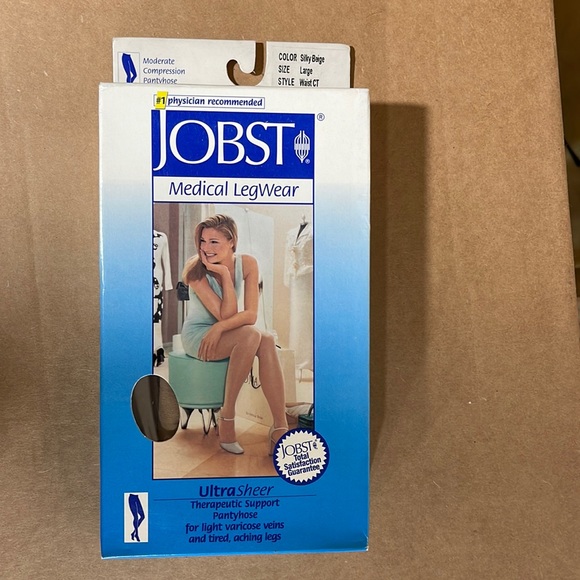 Moderate
Compression
Pantyhose
COLOR Silky Beige
SIZE Large
STYLE Waist CT
#1 physician recommended
JOBST®
Medical LegWear
JOBST
Total
Satisfaction
Guarantee
UltraSheer
Therapeutic Support
Pantyhose
for light varicose veins
and tired, aching legs